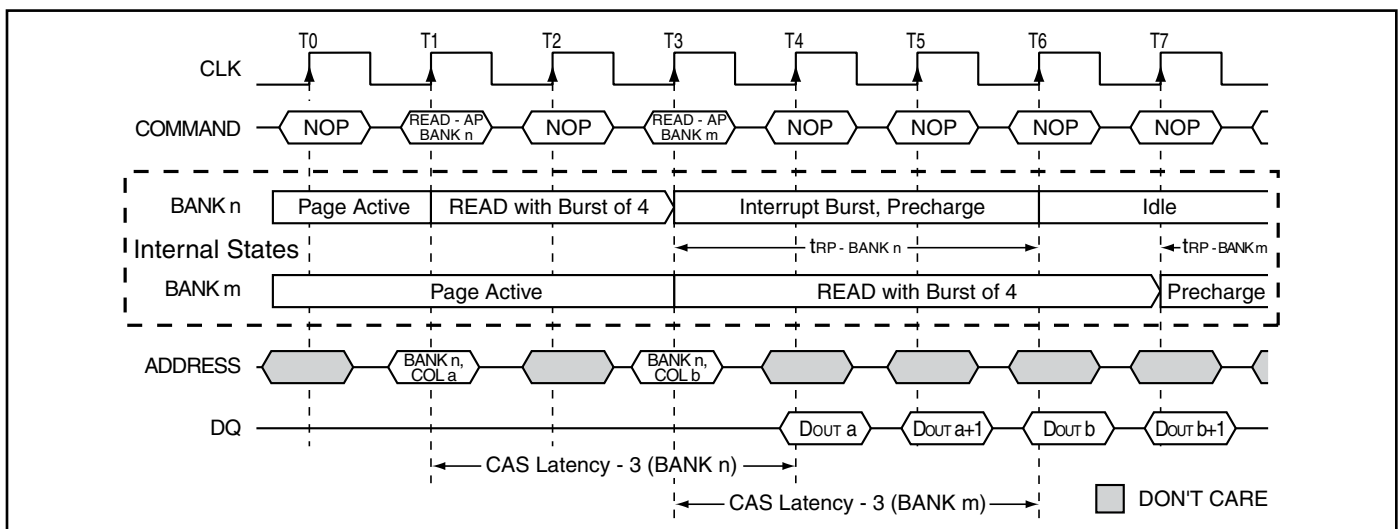 T0 T1 T2 T3 T4 T5 T6 T7
CLK
COMMAND NOP READ - AP BANK n NOP READ - AP BANK m NOP NOP NOP NOP
BANK n Page Active READ with Burst of 4 Interrupt Burst, Precharge Idle
Internal States tRP - BANK n tRP - BANK m
BANK m Page Active READ with Burst of 4 Precharge
ADDRESS BANK n, COL a BANK n, COL b
DQ DOUT a DOUT a+1 DOUT b DOUT b+1
CAS Latency - 3 (BANK n)
CAS Latency - 3 (BANK m) DON'T CARE